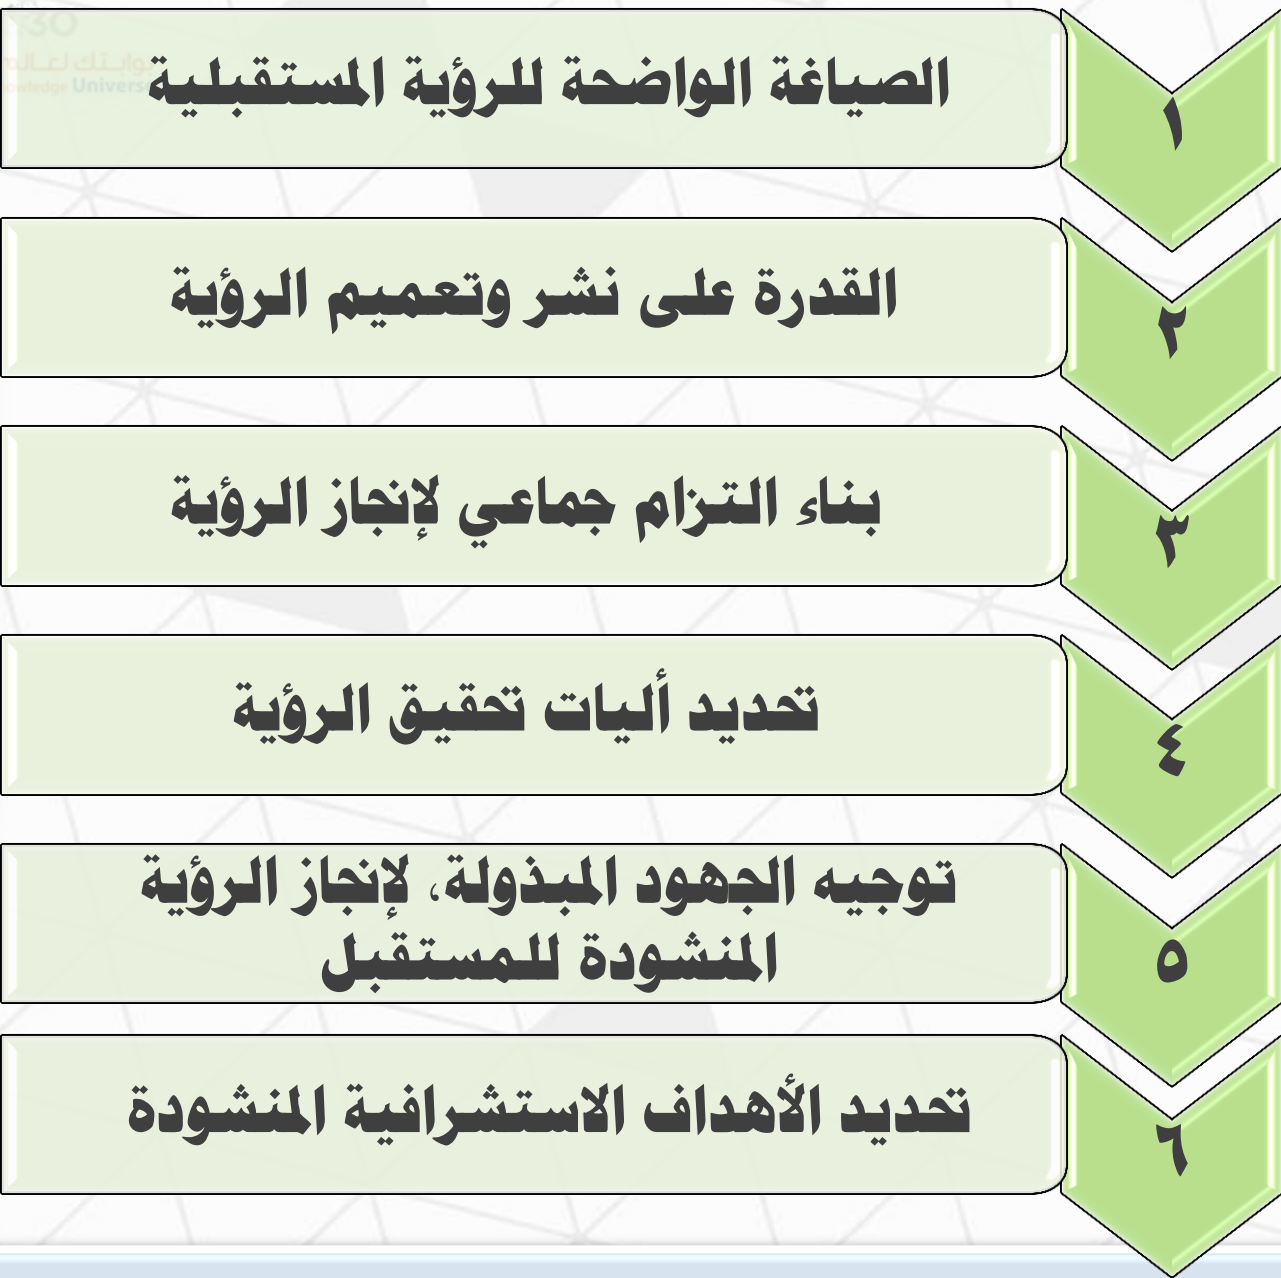 الصياغة الواضحة للرؤية المستقبلية
١
القدرة على نشر وتعميم الرؤية
٢
بناء التزام جماعي لإنجاز الرؤية
٣
تحديد أليات تحقيق الرؤية
٤
توجيه الجهود المبذولة، لإنجاز الرؤية
المنشودة للمستقبل
٥
تحديد الأهداف الاستشرافية المنشودة
٦
Universe